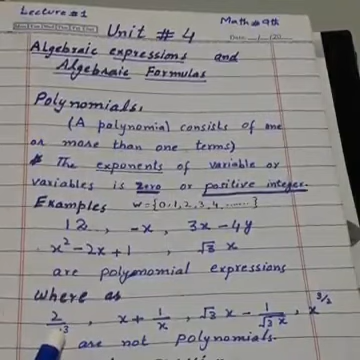 Lecture #1
Math # 9th
Unit # 4
Date __/__/20__
Algebraic expressions and
Algebraic Formulas
Polynomials.
(A polynomial consists of one
or more than one terms)
* The exponents of variable or
variables is zero or positive integer.
Examples W={0,1,2,3,4,......}
12 , -x , 3x-4y
x²-2x+1 , √3 x
are polynomial expressions
where as
x + 1/x , √3 x - 1/(√3 x) , x^(3/2)
are not Polynomials.